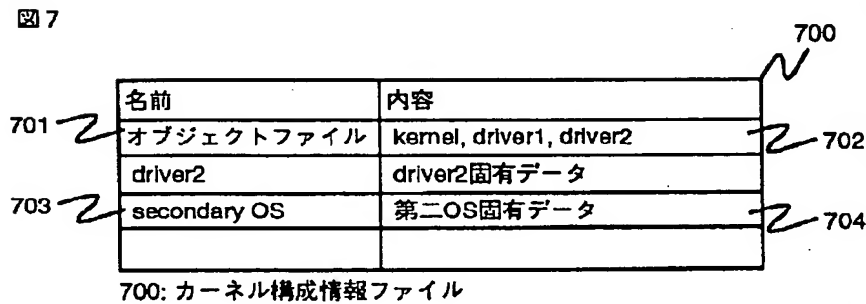 図7
700
名前 内容
701 オブジェクトファイル kernel, driver1, driver2 702
driver2 driver2固有データ
703 secondary OS 第二OS固有データ 704
700: カーネル構成情報ファイル